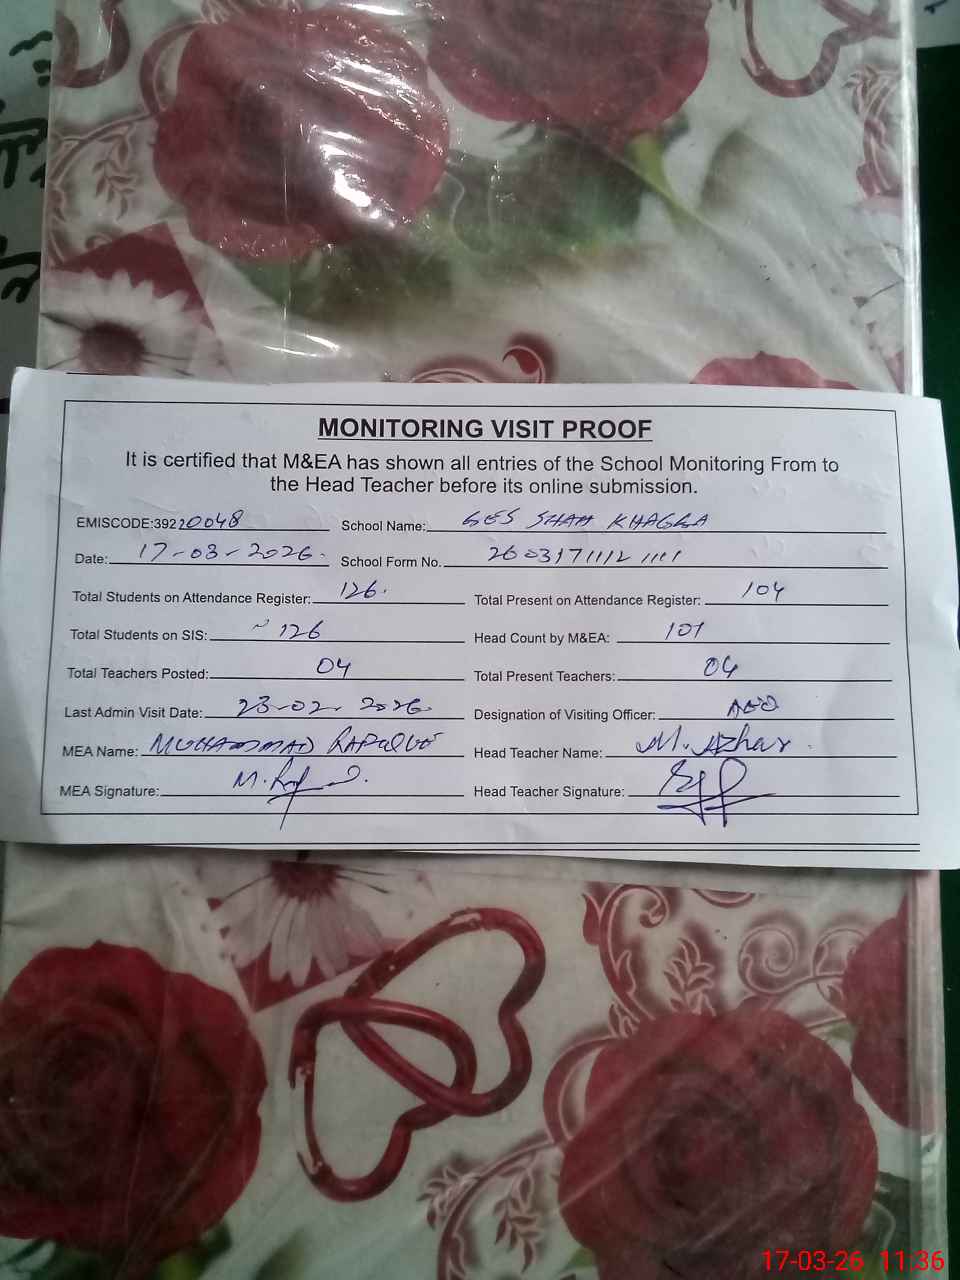 MONITORING VISIT PROOF
It is certified that M&EA has shown all entries of the School Monitoring From to
the Head Teacher before its online submission.
EMISCODE:39220048 School Name: GES SHAH KHAGGA
Date: 17-03-2026. School Form No. 260317111211111
Total Students on Attendance Register: 126. Total Present on Attendance Register: 104
Total Students on SIS: 126 Head Count by M&EA: 101
Total Teachers Posted: 04 Total Present Teachers: 04
Last Admin Visit Date: 23-02-2026. Designation of Visiting Officer:
MEA Name: MUHAMMAD Head Teacher Name: M. Azhar.
MEA Signature: Head Teacher Signature:
17-03-26 11:36